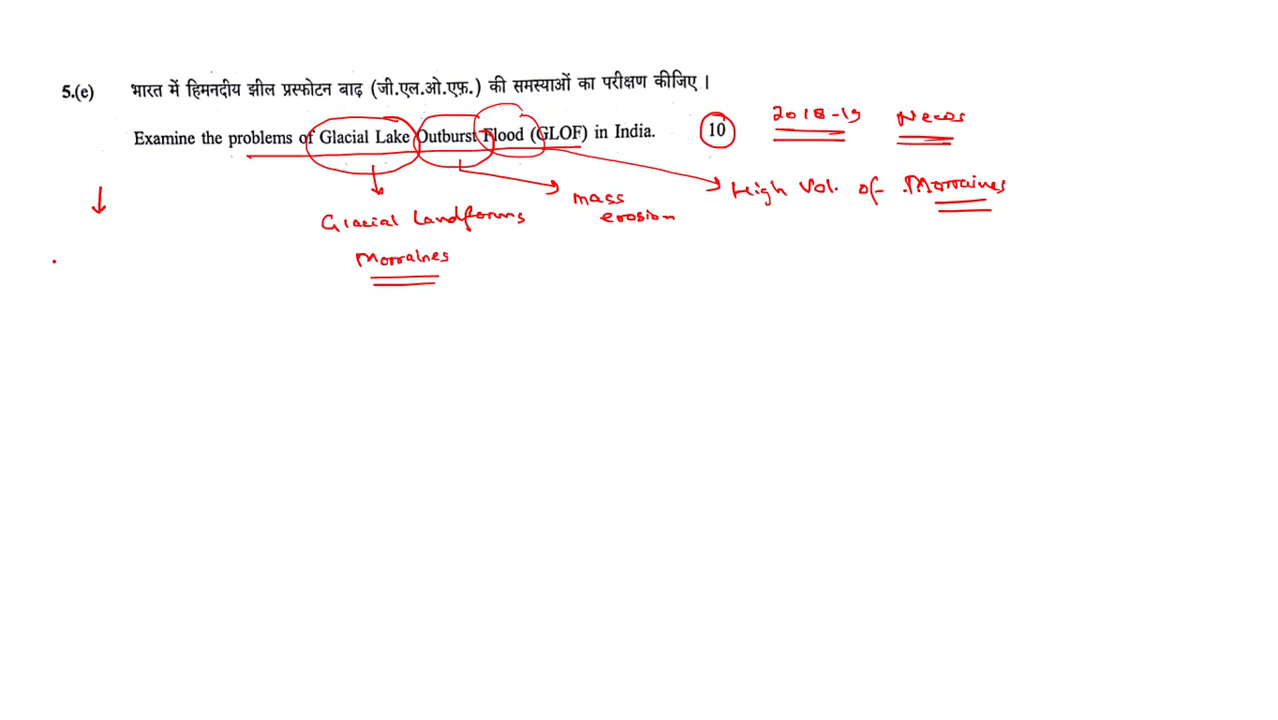 5.(e) भारत में हिमनदीय झील प्रस्फोटन बाढ़ (जी.एल.ओ.एफ़.) की समस्याओं का परीक्षण कीजिए ।
Examine the problems of Glacial Lake Outburst Flood (GLOF) in India. 10
2018-19 News
High Vol. of Morraines
mass
erosion
Glacial Landforms
Morraines